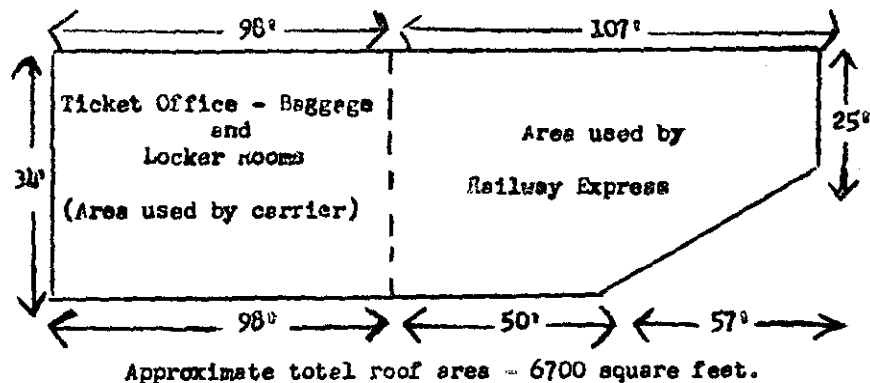 98'
107'
Ticket Office - Baggage
and
Locker Rooms
(Area used by carrier)
Area used by
Railway Express
34'
25'
98'
50'
57'
Approximate total roof area - 6700 square feet.